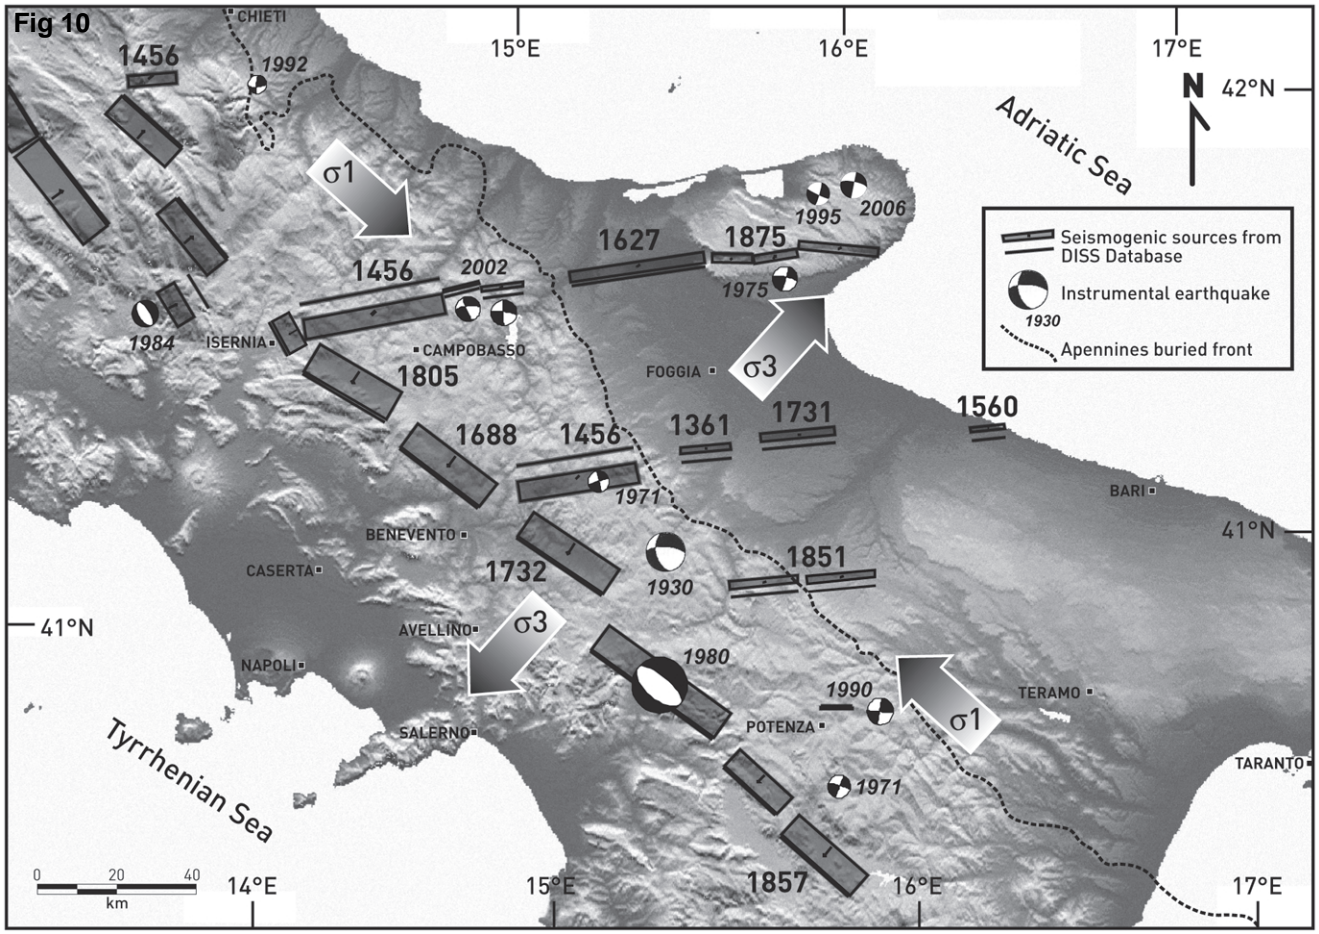 Fig 10
CHIETI
15°E
16°E
17°E
1456
1992
N
42°N
Adriatic Sea
σ1
1995
2006
1627
1875
Seismogenic sources from
DISS Database
1456
2002
1975
Instrumental earthquake
1930
1984
ISERNIA
CAMPOBASSO
Apennines buried front
FOGGIA
σ3
1805
1361
1731
1560
1688
1456
1971
BARI
BENEVENTO
41°N
CASERTA
1732
1930
1851
41°N
AVELLINO
σ3
NAPOLI
1980
1990
TERAMO
σ1
POTENZA
SALERNO
Tyrrhenian Sea
TARANTO
1971
0 20 40
km
14°E
15°E
1857
16°E
17°E